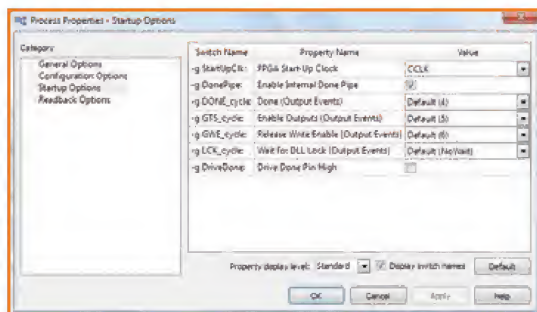 Process Properties - Startup Options
Category
General Options
Configuration Options
Startup Options
Readback Options
Switch Name Property Name Value
-g StartUpClk: FPGA Start-Up Clock CCLK
-g DonePipe: Enable Internal Done Pipe
-g DONE_cycle: Done (Output Events) Default (4)
-g GTS_cycle: Enable Outputs (Output Events) Default (5)
-g GWE_cycle: Release Write Enable (Output Events) Default (6)
-g LCK_cycle: Wait for DLL Lock (Output Events) Default (NoWait)
-g DriveDone: Drive Done Pin High
Property display level: Standard Display switch names Default
OK Cancel Apply Help